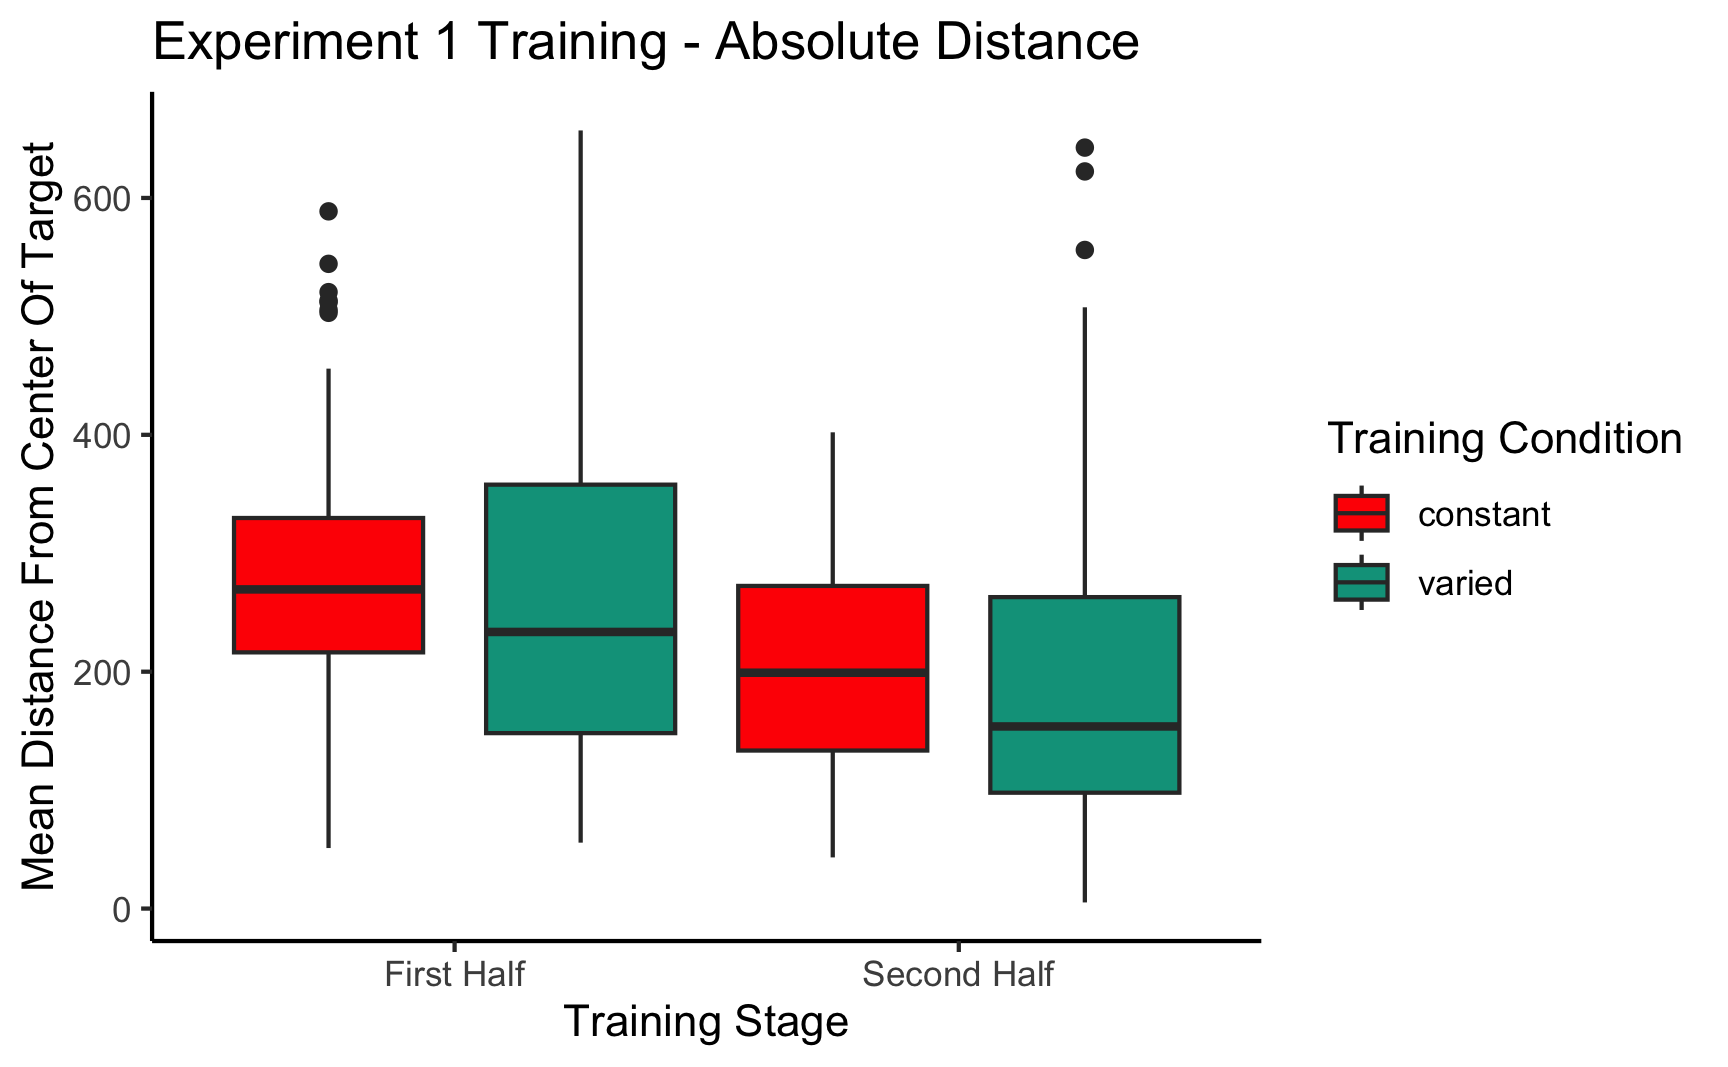 Experiment 1 Training - Absolute Distance
Mean Distance From Center Of Target
600
400
200
0
First Half
Second Half
Training Stage
Training Condition
constant
varied